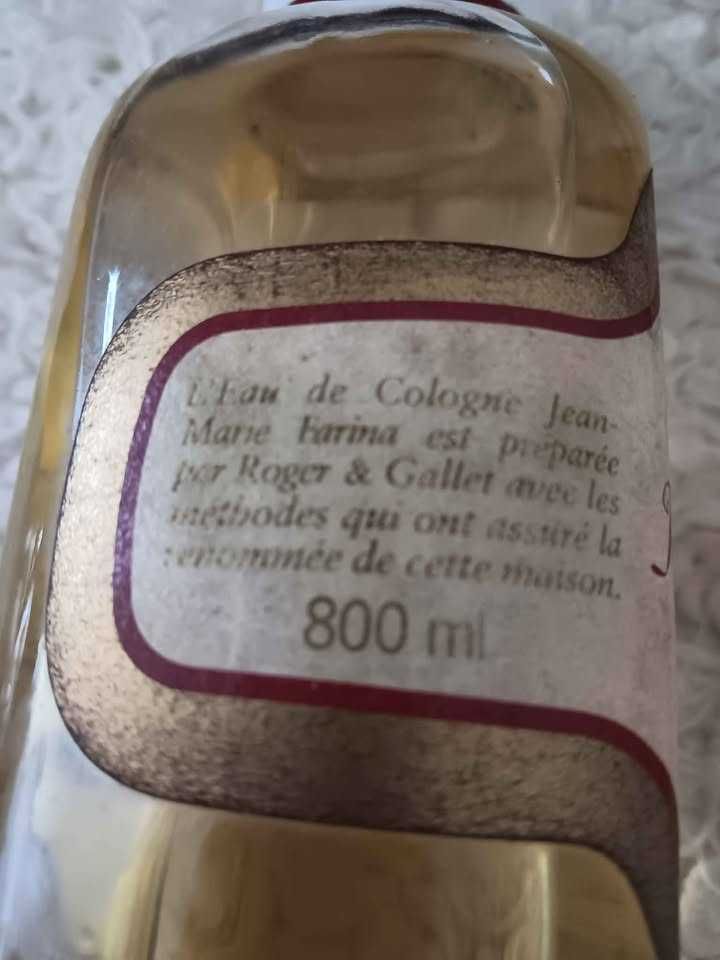 L'Eau de Cologne Jean-
Marie Farina est préparée
par Roger & Gallet avec les
méthodes qui ont assuré la
renommée de cette maison.
800 ml